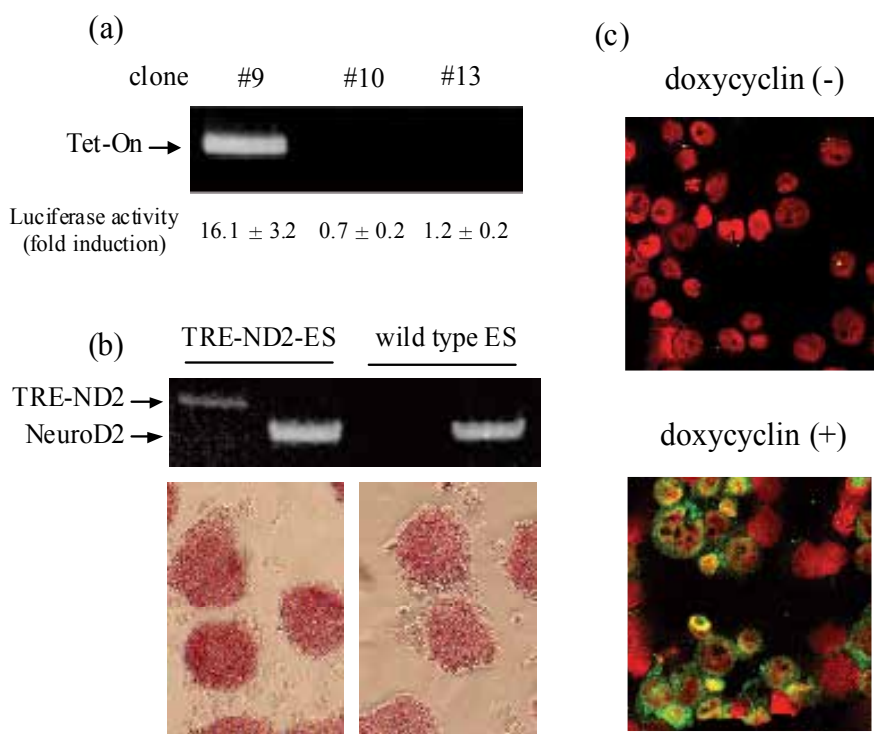 (a)
clone #9 #10 #13
Tet-On
Luciferase activity
(fold induction) 16.1 ± 3.2 0.7 ± 0.2 1.2 ± 0.2
(b)
TRE-ND2-ES wild type ES
TRE-ND2
NeuroD2
(c)
doxycyclin (-)
doxycyclin (+)